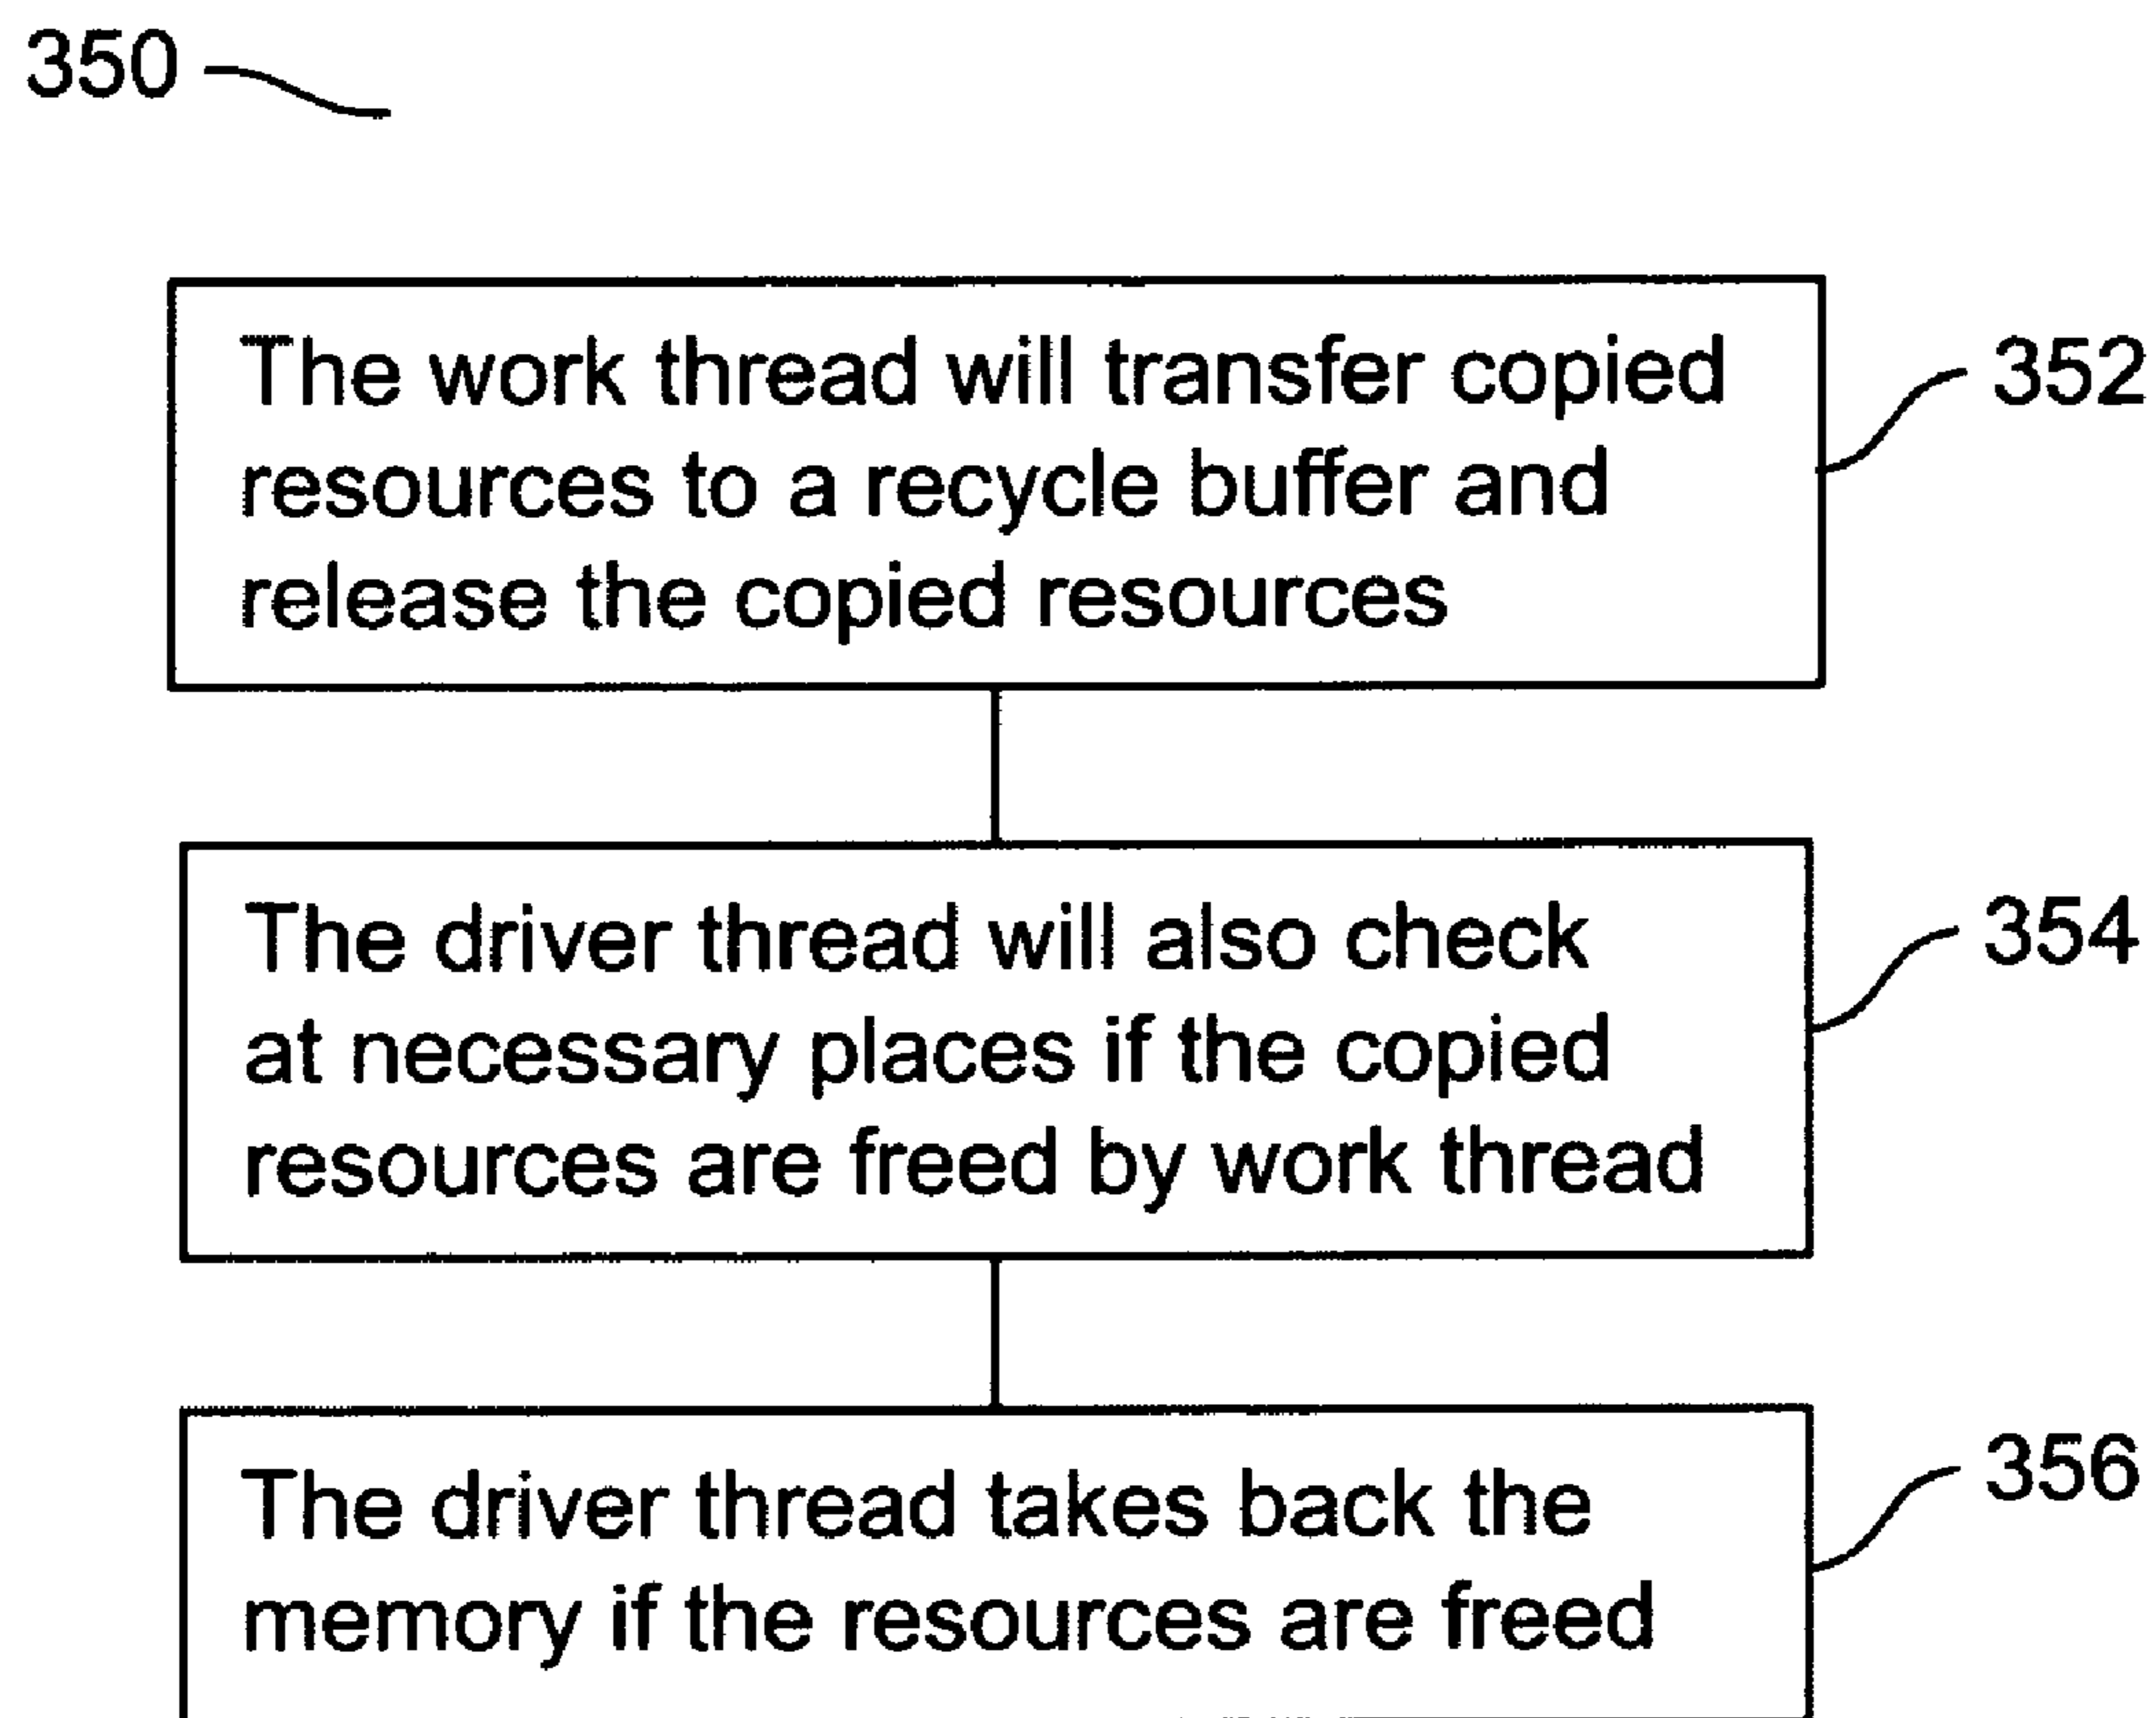 350
The work thread will transfer copied
resources to a recycle buffer and
release the copied resources
352
The driver thread will also check
at necessary places if the copied
resources are freed by work thread
354
The driver thread takes back the
memory if the resources are freed
356